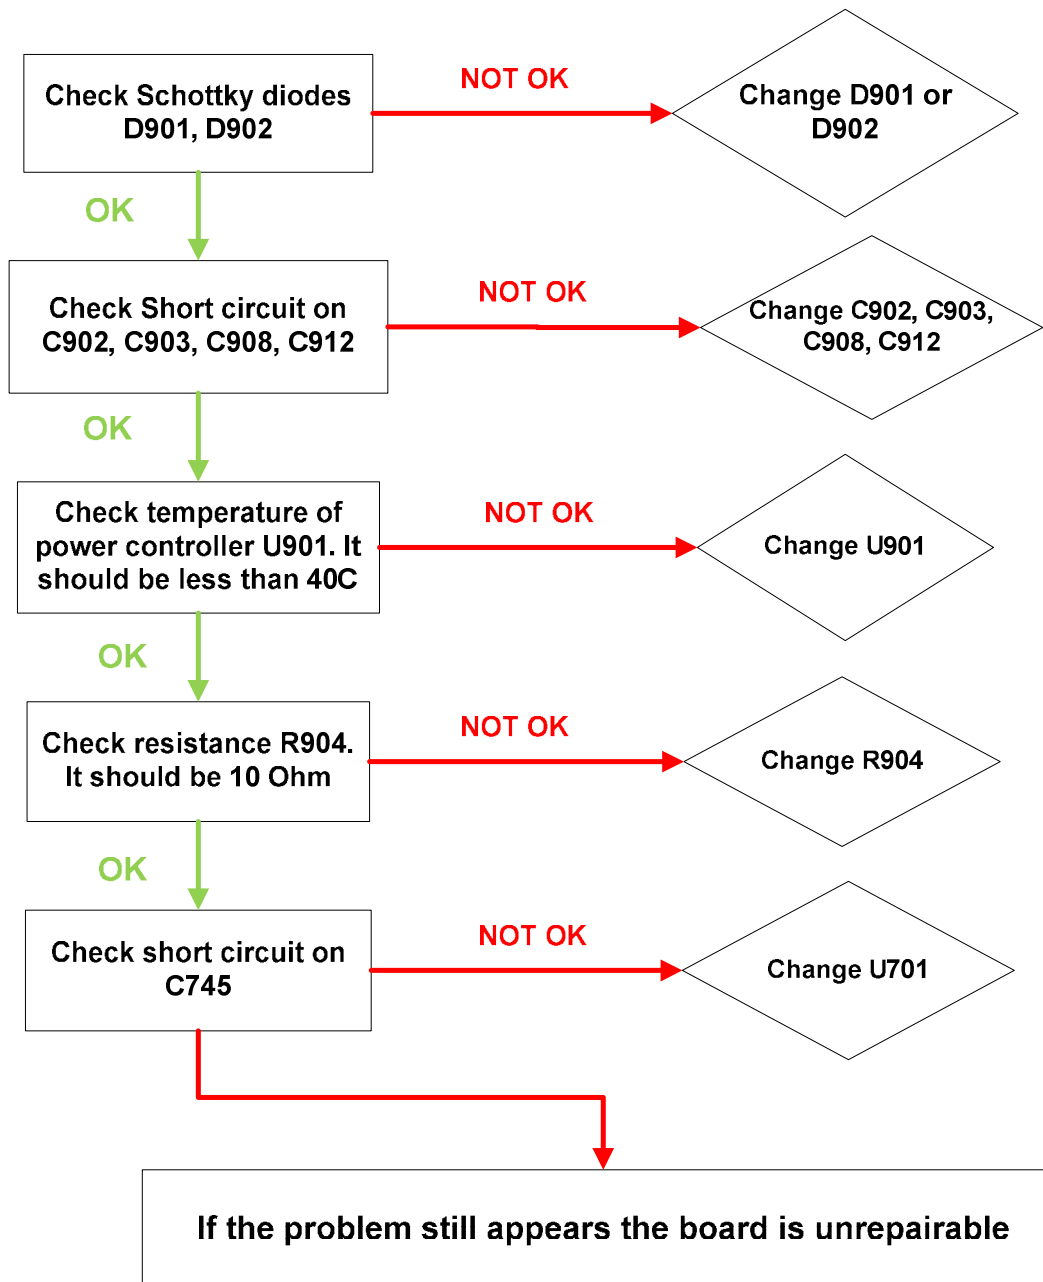 Check Schottky diodes
D901, D902
NOT OK
Change D901 or
D902
OK
Check Short circuit on
C902, C903, C908, C912
NOT OK
Change C902, C903,
C908, C912
OK
Check temperature of
power controller U901. It
should be less than 40C
NOT OK
Change U901
OK
Check resistance R904.
It should be 10 Ohm
NOT OK
Change R904
OK
Check short circuit on
C745
NOT OK
Change U701
If the problem still appears the board is unrepairable